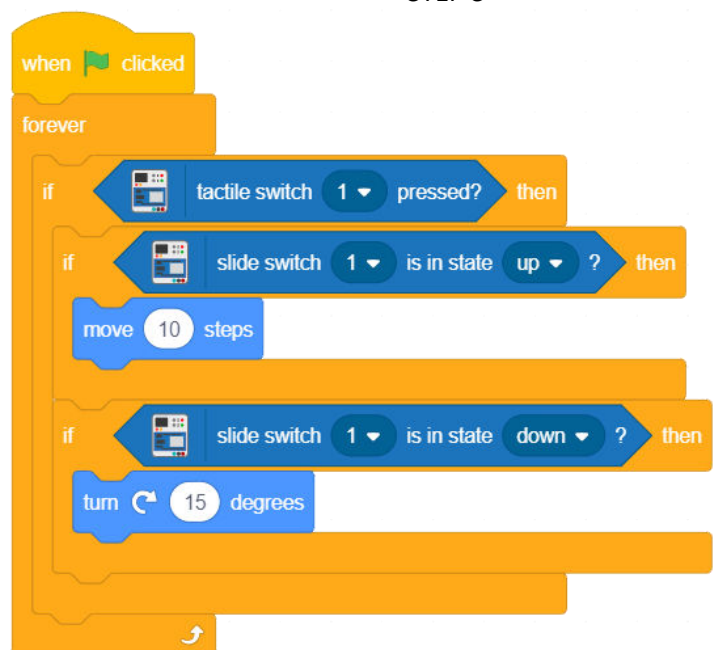 when clicked
forever
if tactile switch 1 pressed? then
if slide switch 1 is in state up ? then
move 10 steps
if slide switch 1 is in state down ? then
turn 15 degrees